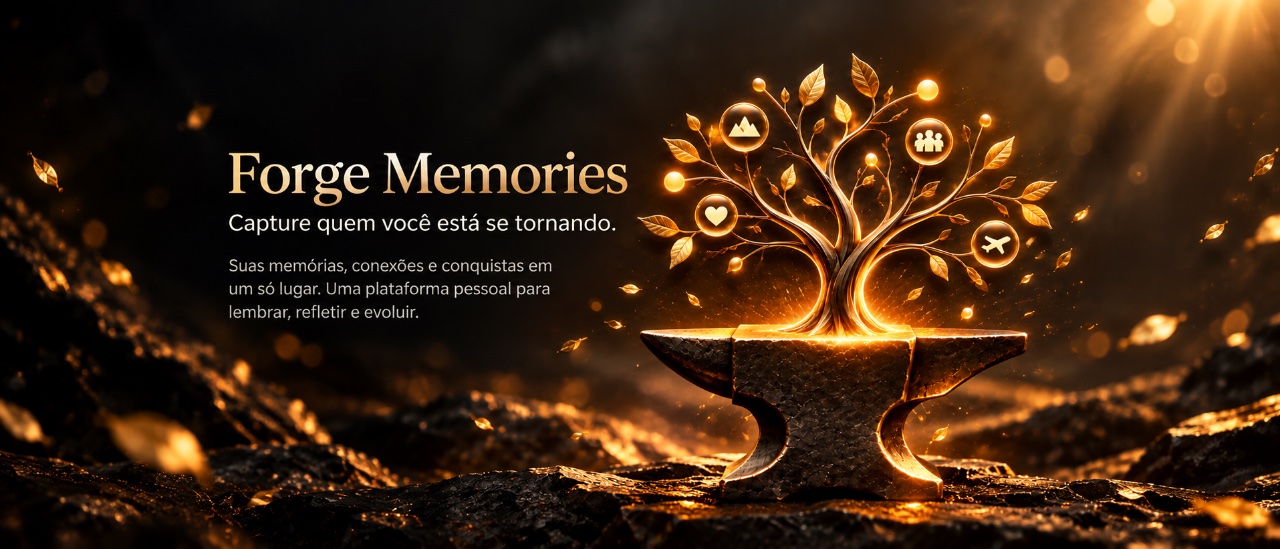 Forge Memories
Capture quem você está se tornando.
Suas memórias, conexões e conquistas em
um só lugar. Uma plataforma pessoal para
lembrar, refletir e evoluir.